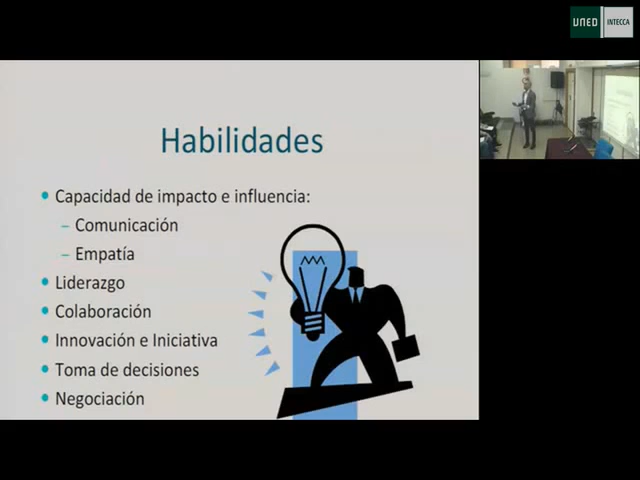 UNED
INTECCA
Habilidades
• Capacidad de impacto e influencia:
– Comunicación
– Empatía
• Liderazgo
• Colaboración
• Innovación e Iniciativa
• Toma de decisiones
• Negociación